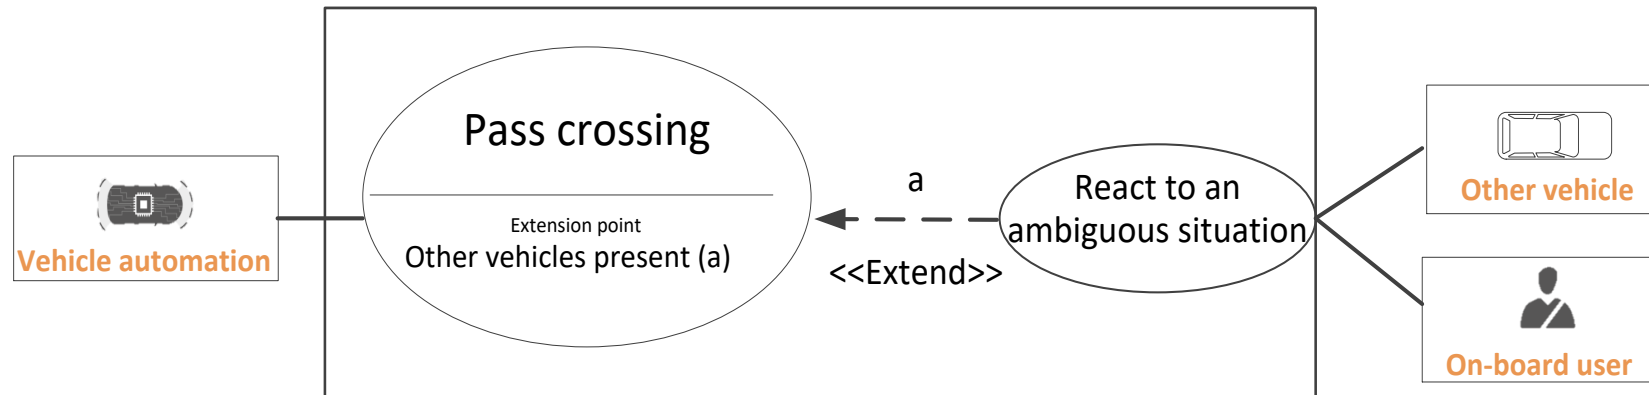 Vehicle automation
Pass crossing
Extension point
Other vehicles present (a)
a
<<Extend>>
React to an
ambiguous situation
Other vehicle
On-board user